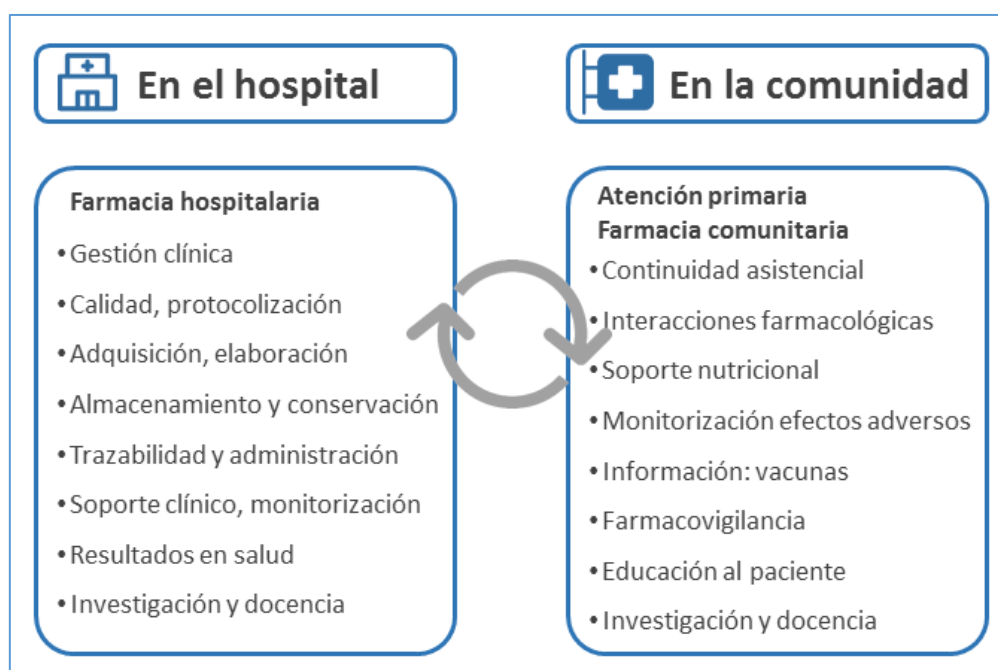 En el hospital
Farmacia hospitalaria
• Gestión clínica
• Calidad, protocolización
• Adquisición, elaboración
• Almacenamiento y conservación
• Trazabilidad y administración
• Soporte clínico, monitorización
• Resultados en salud
• Investigación y docencia
En la comunidad
Atención primaria
Farmacia comunitaria
• Continuidad asistencial
• Interacciones farmacológicas
• Soporte nutricional
• Monitorización efectos adversos
• Información: vacunas
• Farmacovigilancia
• Educación al paciente
• Investigación y docencia